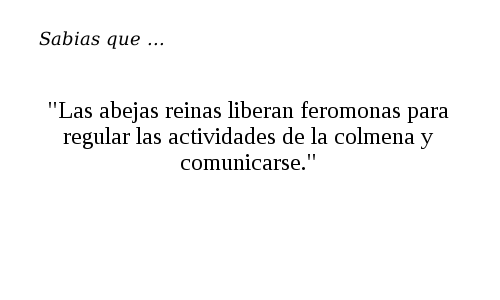 Sabias que ...
"Las abejas reinas liberan feromonas para
regular las actividades de la colmena y
comunicarse."